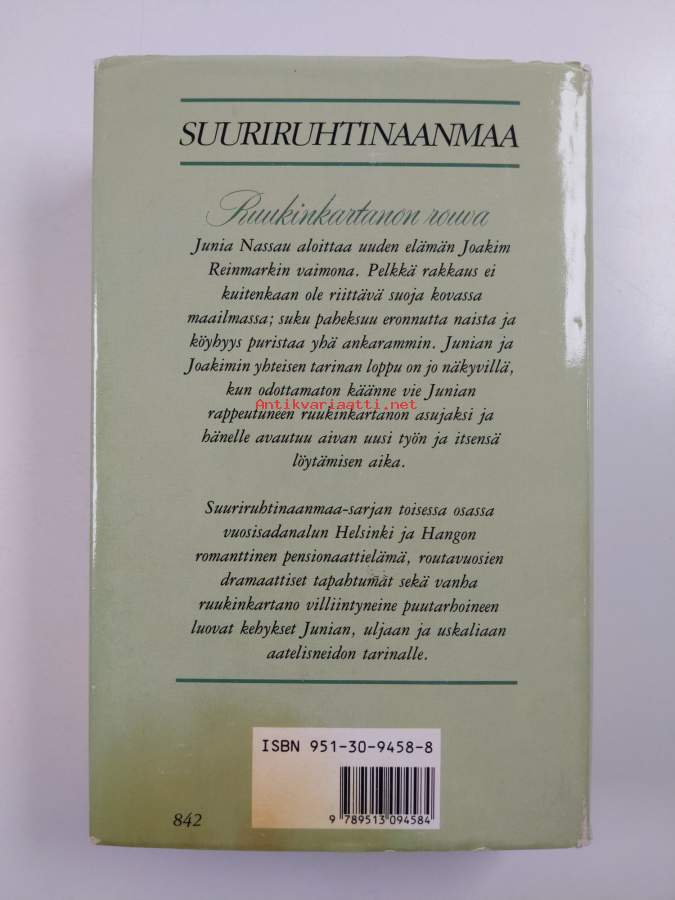 SUURIRUHTINAANMAA
Ruukinkartanon rouva
Junia Nassau aloittaa uuden elämän Joakim
Reinmarkin vaimona. Pelkkä rakkaus ei
kuitenkaan ole riittävä suoja kovassa
maailmassa; suku paheksuu eronnutta naista ja
köyhyys puristaa yhä ankarammin. Junian ja
Joakimin yhteisen tarinan loppu on jo näkyvillä,
kun odottamaton käänne vie Junian
Antikvariaatti.net
rappeutuneen ruukinkartanon asujaksi ja
hänelle avautuu aivan uusi työn ja itsensä
löytämisen aika.
Suuriruhtinaanmaa-sarjan toisessa osassa
vuosisadanalun Helsinki ja Hangon
romanttinen pensionaattielämä, routavuosien
dramaattiset tapahtumat sekä vanha
ruukinkartano villiintyneine puutarhoineen
luovat kehykset Junian, uljaan ja uskaliaan
aatelisneidon tarinalle.
ISBN 951-30-9458-8
9 789513 094584
842